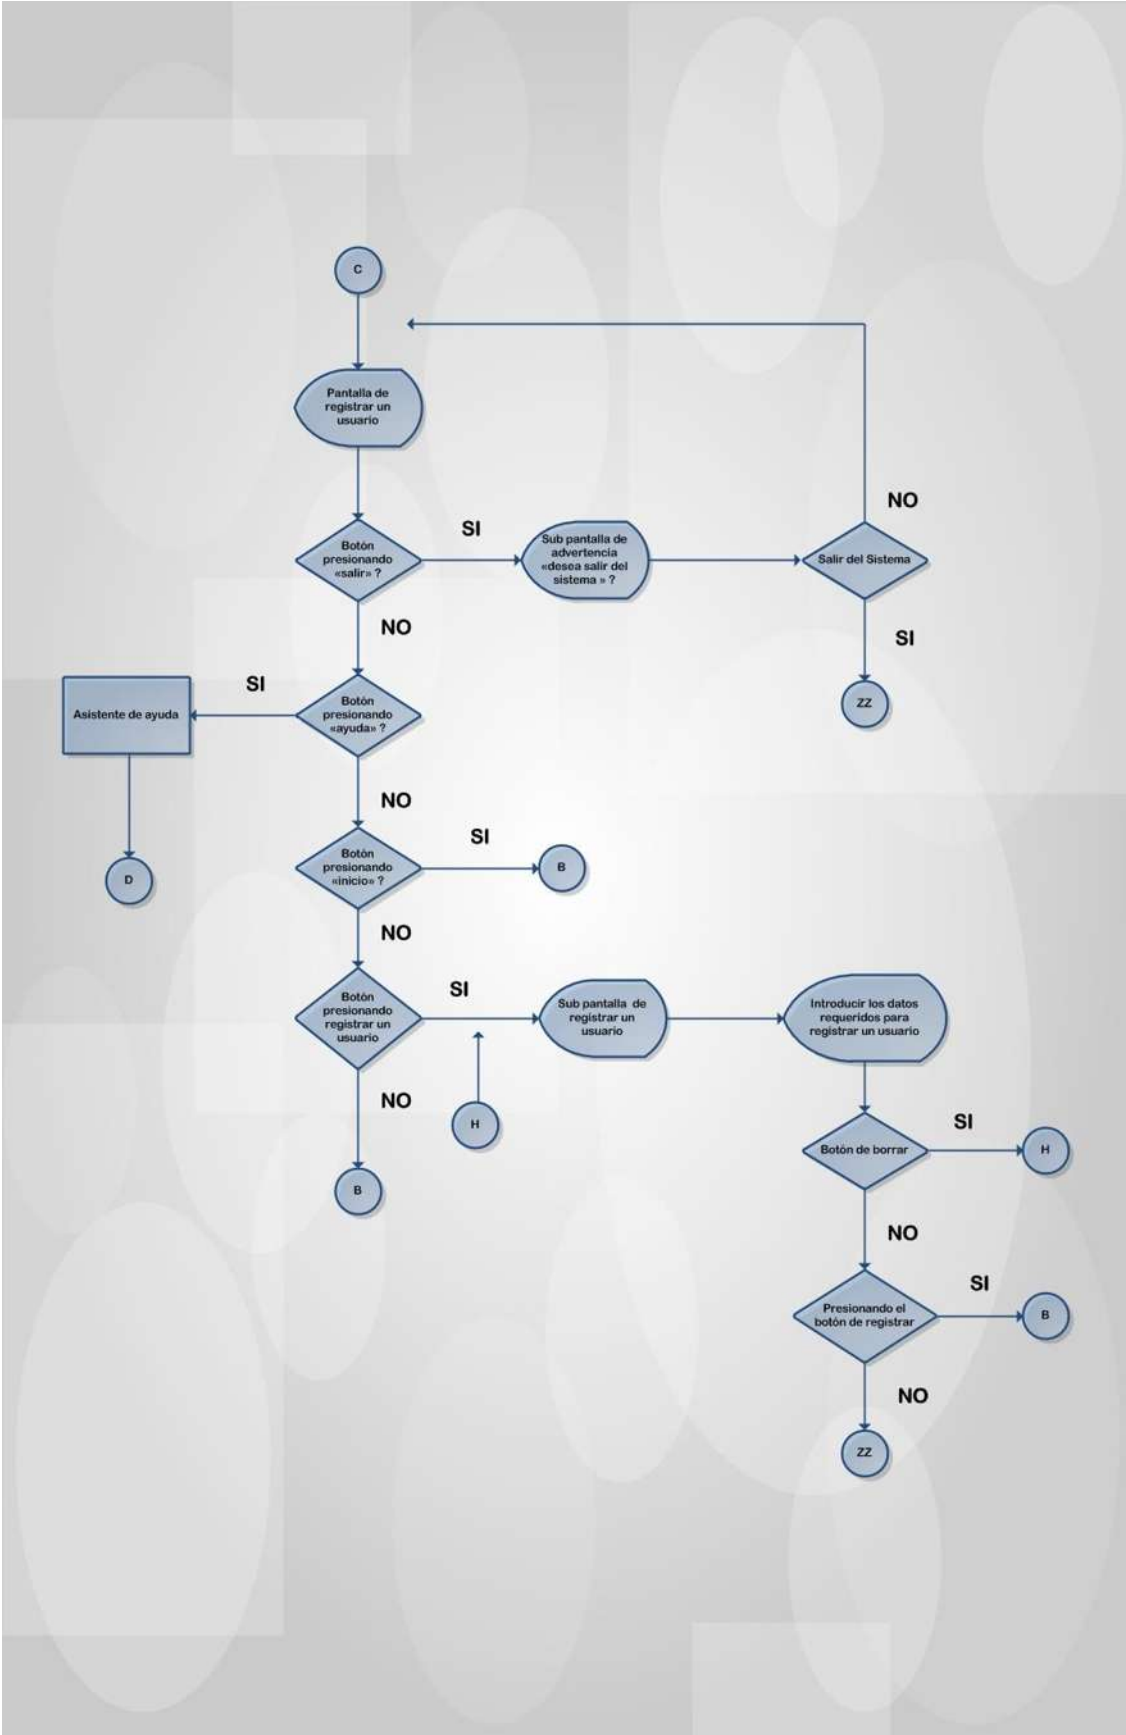 C
Pantalla de
registrar un
usuario
NO
SI
Botón
presionando
«salir» ?
Sub pantalla de
advertencia
«desea salir del
sistema » ?
Salir del Sistema
NO
SI
SI
Asistente de ayuda
Botón
presionando
«ayuda» ?
ZZ
NO
SI
Botón
presionando
«inicio» ?
B
D
NO
SI
Botón
presionando
registrar un
usuario
Sub pantalla de
registrar un
usuario
Introducir los datos
requeridos para
registrar un usuario
NO
H
SI
Botón de borrar
H
B
NO
SI
Presionando el
botón de registrar
B
NO
ZZ